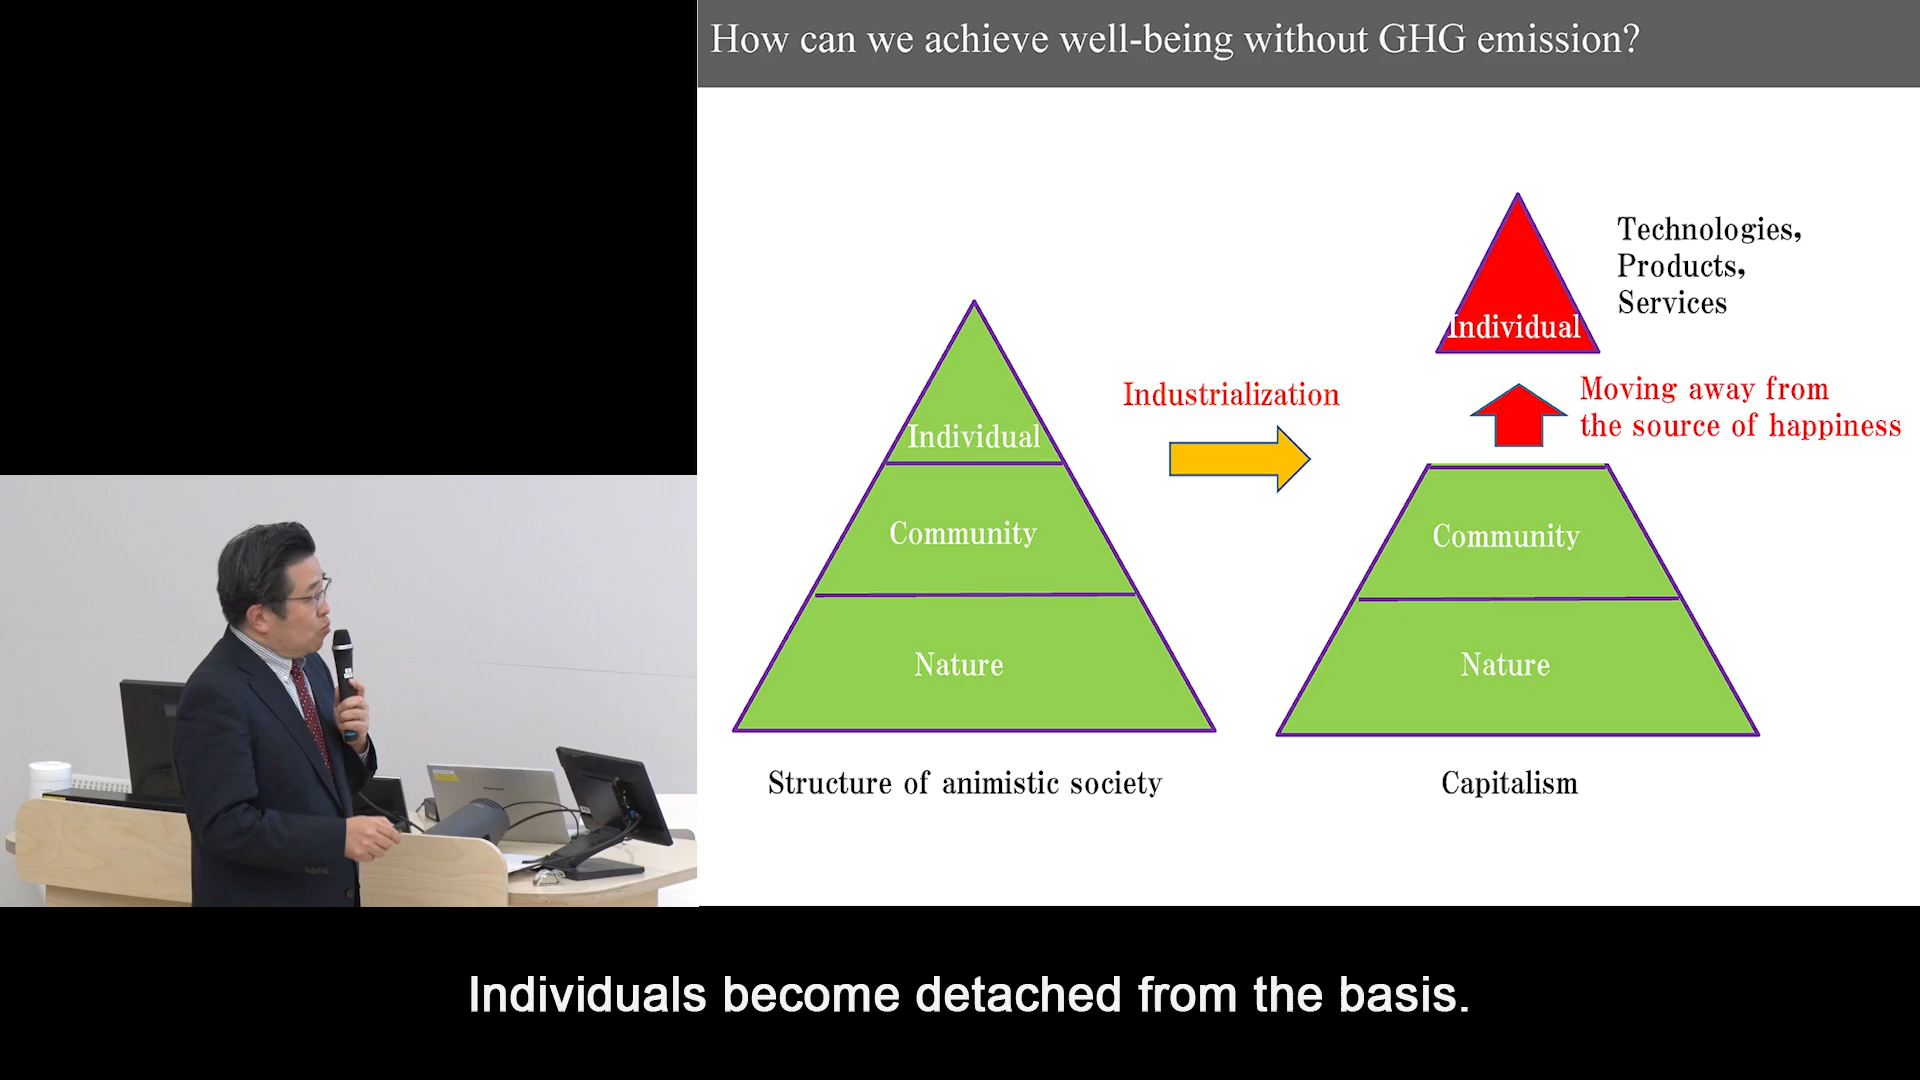 How can we achieve well-being without GHG emission?
Technologies,
Products,
Services
Individual
Moving away from
the source of happiness
Industrialization
Individual
Community
Nature
Community
Nature
Structure of animistic society
Capitalism
Individuals become detached from the basis.